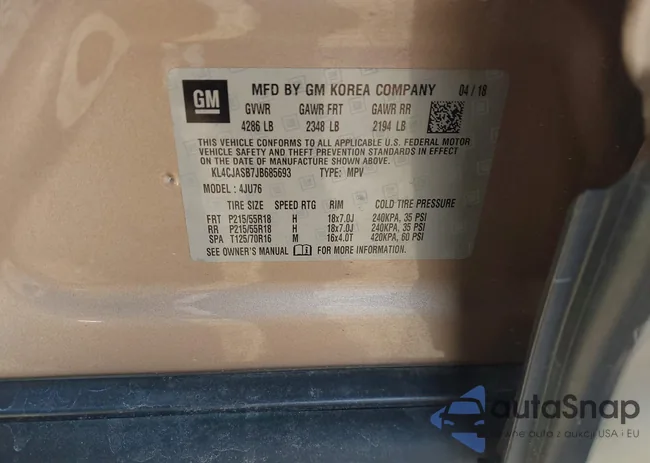 GM MFD BY GM KOREA COMPANY 04/18
GVWR GAWR FRT GAWR RR
4286 LB 2348 LB 2194 LB
THIS VEHICLE CONFORMS TO ALL APPLICABLE U.S. FEDERAL MOTOR
VEHICLE SAFETY AND THEFT PREVENTION STANDARDS IN EFFECT ON
THE DATE OF MANUFACTURE SHOWN ABOVE.
KL4CJASB7JB685693 TYPE: MPV
MODEL: 4JU76
TIRE SIZE SPEED RTG RIM COLD TIRE PRESSURE
FRT P215/55R18 H 18x7.0J 240KPA, 35 PSI
RR P215/55R18 H 18x7.0J 240KPA, 35 PSI
SPA T125/70R16 M 16x4.0T 420KPA, 60 PSI
SEE OWNER'S MANUAL FOR MORE INFORMATION.
autoSnap
auta z aukcji USA i EU